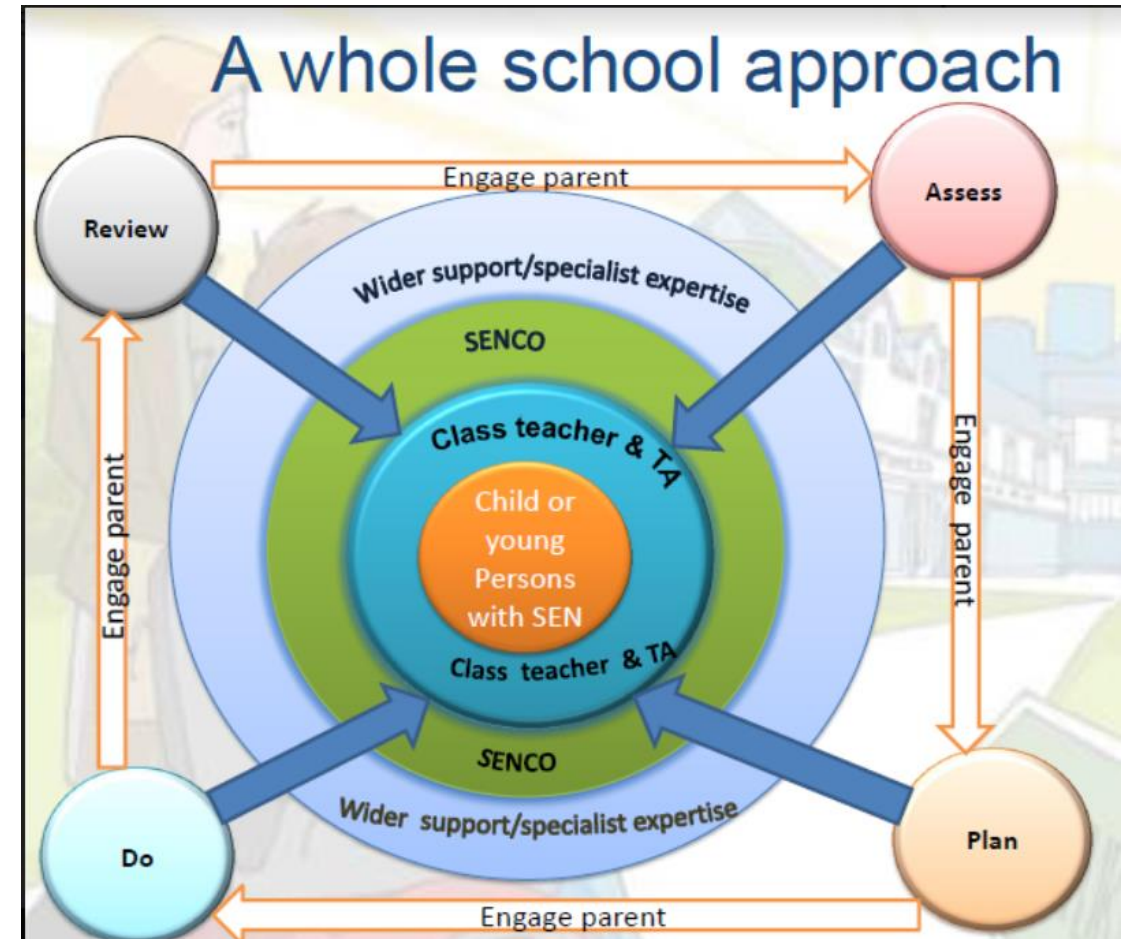 A whole school approach
Engage parent
Review
Assess
Wider support/specialist expertise
SENCO
Class teacher & TA
Child or
young
Persons
with SEN
Class teacher & TA
SENCO
Wider support/specialist expertise
Engage parent
Engage parent
Do
Plan
Engage parent